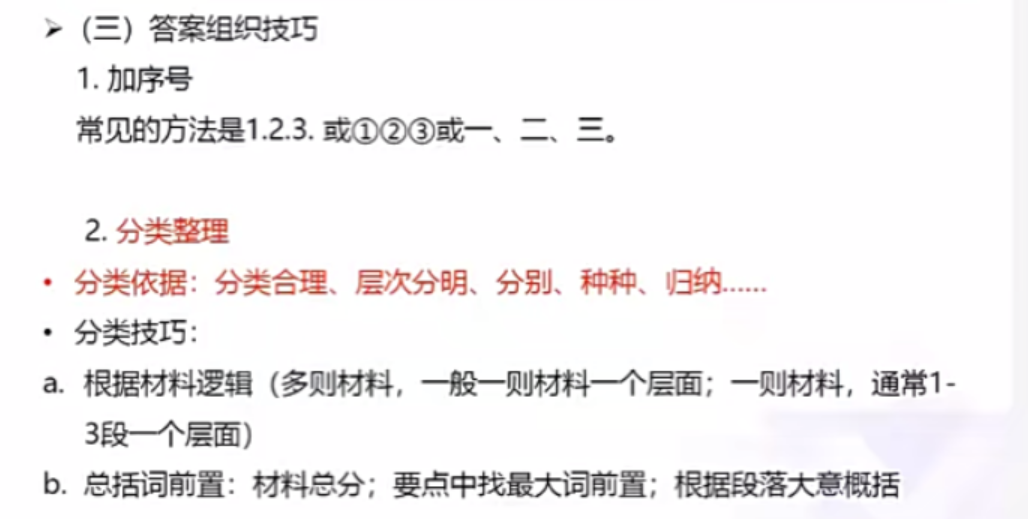 ➢（三）答案组织技巧
1. 加序号
常见的方法是1.2.3. 或①②③或一、二、三。
2. 分类整理
• 分类依据：分类合理、层次分明、分别、种种、归纳……
• 分类技巧：
a. 根据材料逻辑（多则材料，一般一则材料一个层面；一则材料，通常1-
3段一个层面）
b. 总括词前置：材料总分；要点中找最大词前置；根据段落大意概括